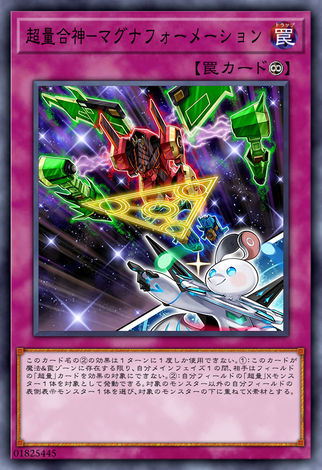 超量合神－マグナフォーメーション
トラップ
罠
【罠カード】
このカード名の②の効果は1ターンに1度しか使用できない。①：このカードが
魔法&罠ゾーンに存在する限り、自分メインフェイズ1の間、相手はフィールド
の「超量」カードを効果の対象にできない。②：自分フィールドの「超量」Xモン
スター1体を対象として発動できる。対象のモンスター以外の自分フィールドの
表側表示モンスター1体を選び、対象のモンスターの下に重ねてX素材とする。
01825445